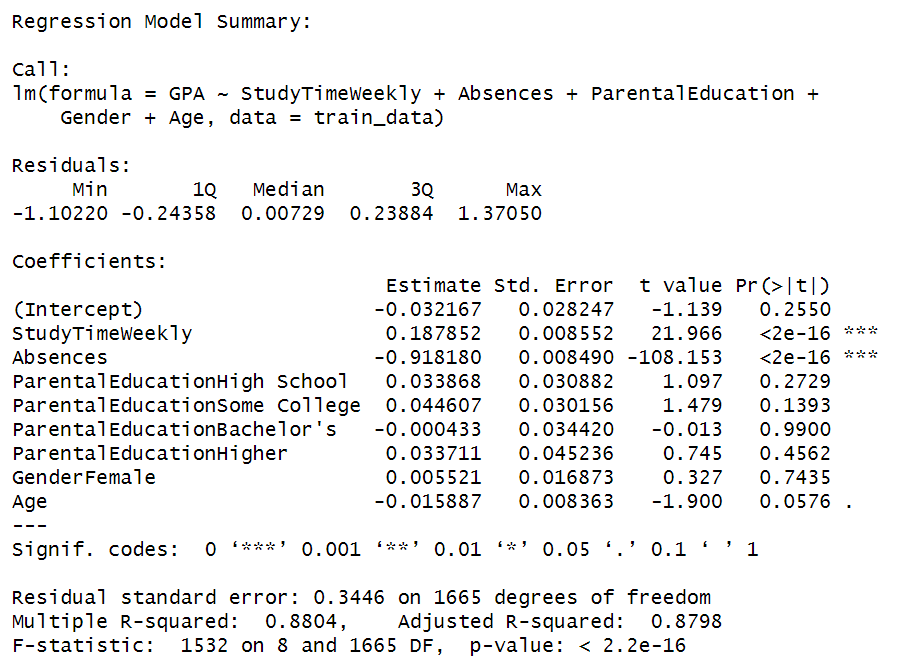 Regression Model Summary:

Call:
lm(formula = GPA ~ StudyTimeWeekly + Absences + ParentalEducation +
    Gender + Age, data = train_data)

Residuals:
     Min       1Q   Median       3Q      Max
-1.10220 -0.24358  0.00729  0.23884  1.37050

Coefficients:
                               Estimate Std. Error  t value Pr(>|t|)
(Intercept)                   -0.032167   0.028247   -1.139   0.2550
StudyTimeWeekly                0.187852   0.008552   21.966   <2e-16 ***
Absences                      -0.918180   0.008490 -108.153   <2e-16 ***
ParentalEducationHigh School   0.033868   0.030882    1.097   0.2729
ParentalEducationSome College  0.044607   0.030156    1.479   0.1393
ParentalEducationBachelor's   -0.000433   0.034420   -0.013   0.9900
ParentalEducationHigher        0.033711   0.045236    0.745   0.4562
GenderFemale                   0.005521   0.016873    0.327   0.7435
Age                           -0.015887   0.008363   -1.900   0.0576 .
---
Signif. codes:  0 ‘***’ 0.001 ‘**’ 0.01 ‘*’ 0.05 ‘.’ 0.1 ‘ ’ 1

Residual standard error: 0.3446 on 1665 degrees of freedom
Multiple R-squared:  0.8804,    Adjusted R-squared:  0.8798
F-statistic:  1532 on 8 and 1665 DF,  p-value: < 2.2e-16